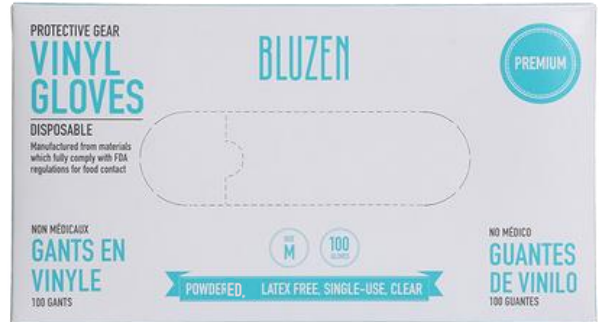 PROTECTIVE GEAR
VINYL
GLOVES
DISPOSABLE
Manufactured from materials
which fully comply with FDA
regulations for food contact
BLUZEN
PREMIUM
NON MÉDICAUX
GANTS EN
VINYLE
100 GANTS
SIZE
M
100
GLOVES
POWDERED, LATEX FREE, SINGLE-USE, CLEAR
NO MÉDICO
GUANTES
DE VINILO
100 GUANTES